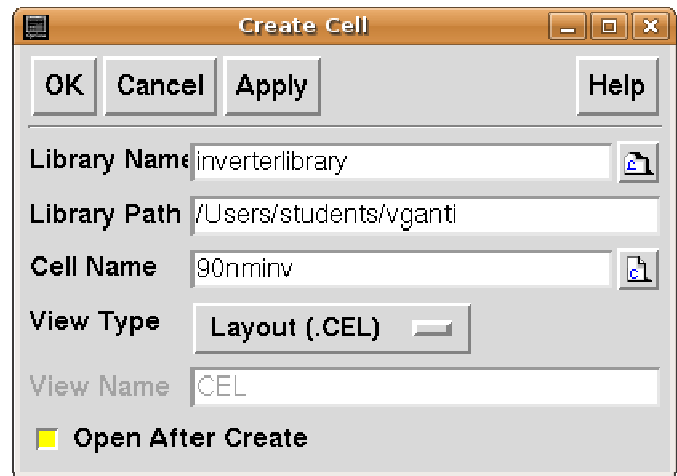 Create Cell
OK Cancel Apply Help
Library Name inverterlibrary
Library Path /Users/students/vganti
Cell Name 90nminv
View Type Layout (.CEL)
View Name CEL
Open After Create